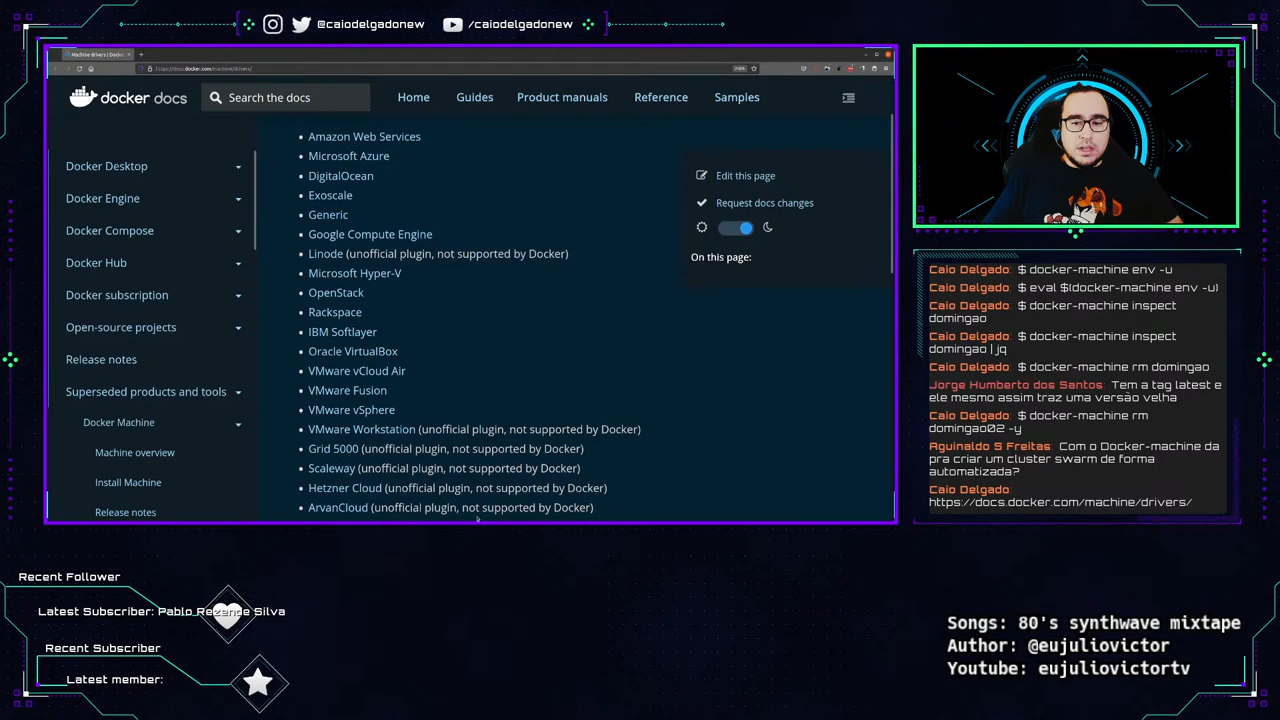 @caiodelgadonew
/caiodelgadonew
Machine drivers | Docker
https://docs.docker.com/machine/drivers/
docker docs
Search the docs
Home
Guides
Product manuals
Reference
Samples
Docker Desktop
Docker Engine
Docker Compose
Docker Hub
Docker subscription
Open-source projects
Release notes
Superseded products and tools
Docker Machine
Machine overview
Install Machine
Release notes
• Amazon Web Services
• Microsoft Azure
• DigitalOcean
• Exoscale
• Generic
• Google Compute Engine
• Linode (unofficial plugin, not supported by Docker)
• Microsoft Hyper-V
• OpenStack
• Rackspace
• IBM Softlayer
• Oracle VirtualBox
• VMware vCloud Air
• VMware Fusion
• VMware vSphere
• VMware Workstation (unofficial plugin, not supported by Docker)
• Grid 5000 (unofficial plugin, not supported by Docker)
• Scaleway (unofficial plugin, not supported by Docker)
• Hetzner Cloud (unofficial plugin, not supported by Docker)
• ArvanCloud (unofficial plugin, not supported by Docker)
Edit this page
Request docs changes
On this page:
Caio Delgado: $ docker-machine env -u
Caio Delgado: $ eval $(docker-machine env -u)
Caio Delgado: $ docker-machine inspect
domingao
Caio Delgado: $ docker-machine inspect
domingao | jq
Caio Delgado: $ docker-machine rm domingao
Jorge Humberto dos Santos: Tem a tag latest e
ele mesmo assim traz uma versão velha
Caio Delgado: $ docker-machine rm
domingao02 -y
Aguinaldo S Freitas: Com o Docker-machine da
pra criar um cluster swarm de forma
automatizada?
Caio Delgado:
https://docs.docker.com/machine/drivers/
Recent Follower
Latest Subscriber: Pablo Rezende Silva
Recent Subscriber
Latest member:
Songs: 80's synthwave mixtape
Author: @eujuliovictor
Youtube: eujuliovictortv